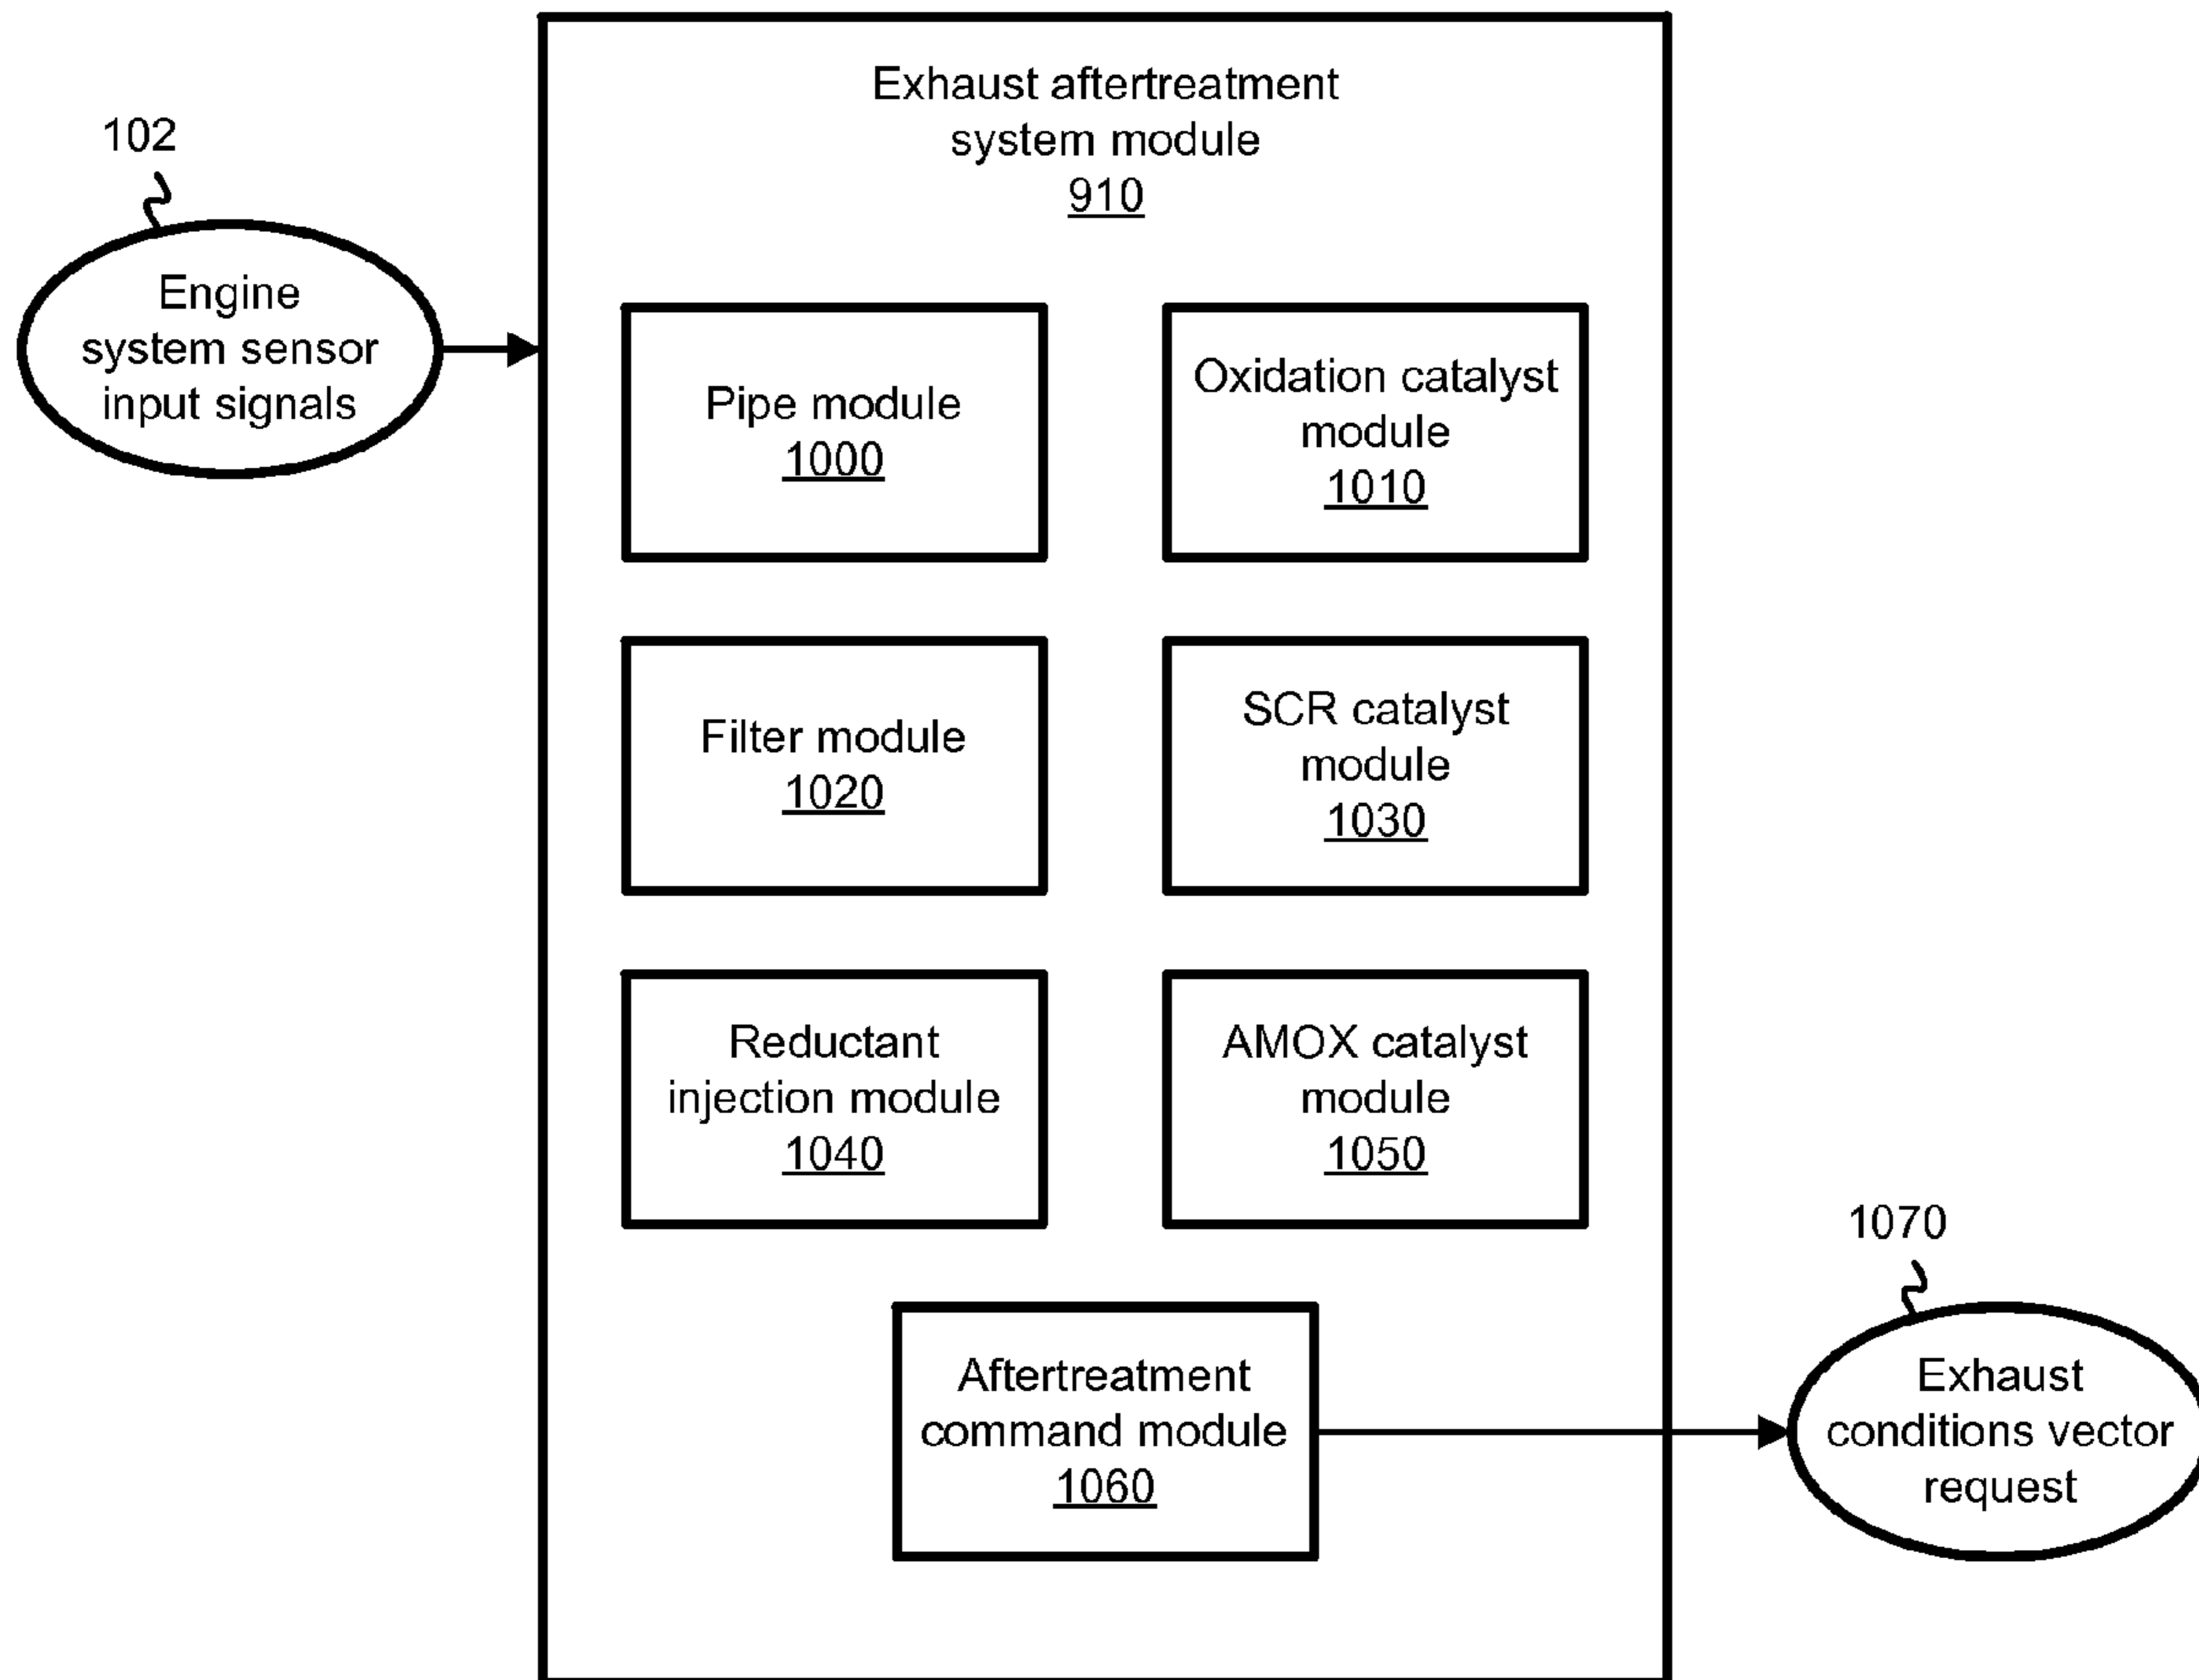 Exhaust aftertreatment
system module
910
102
Engine
system sensor
input signals
Pipe module
1000
Oxidation catalyst
module
1010
Filter module
1020
SCR catalyst
module
1030
Reductant
injection module
1040
AMOX catalyst
module
1050
Aftertreatment
command module
1060
1070
Exhaust
conditions vector
request